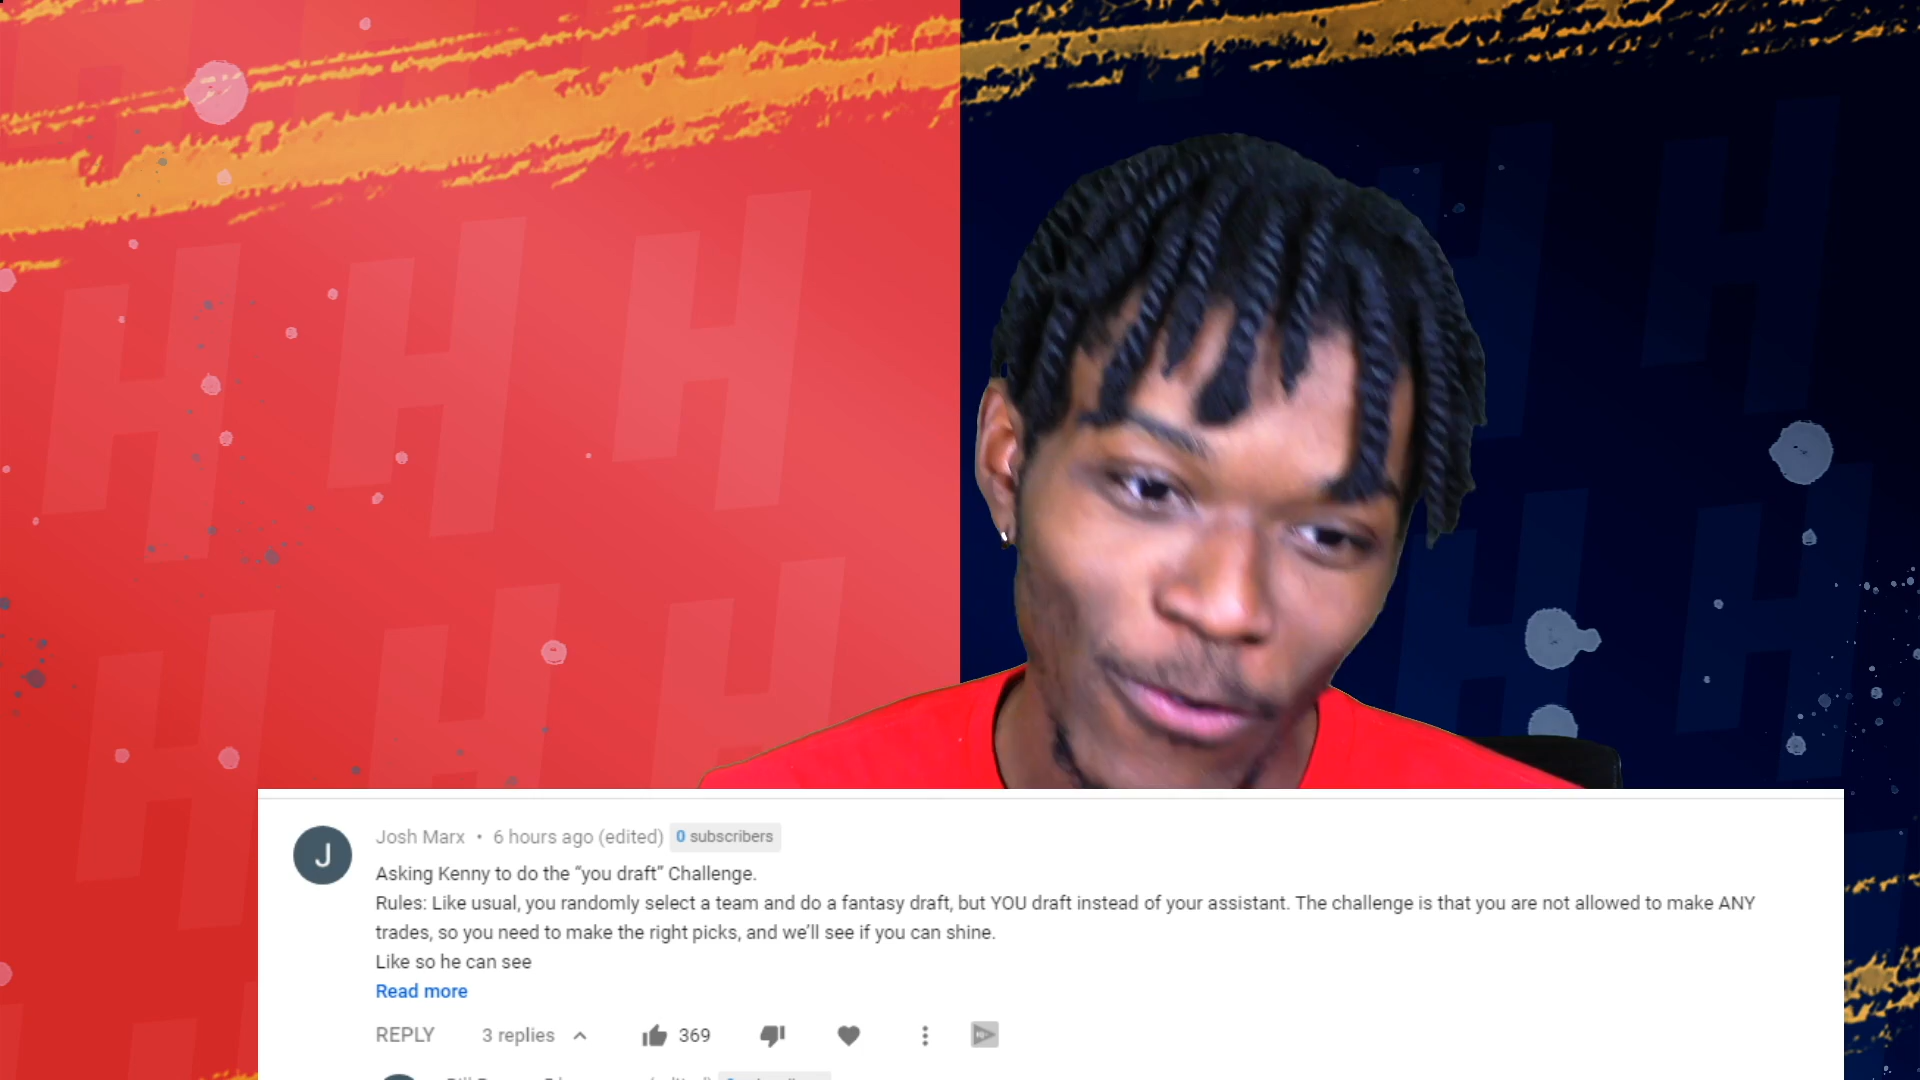 J
Josh Marx • 6 hours ago (edited) 0 subscribers
Asking Kenny to do the “you draft” Challenge.
Rules: Like usual, you randomly select a team and do a fantasy draft, but YOU draft instead of your assistant. The challenge is that you are not allowed to make ANY
trades, so you need to make the right picks, and we’ll see if you can shine.
Like so he can see
Read more
REPLY 3 replies 369